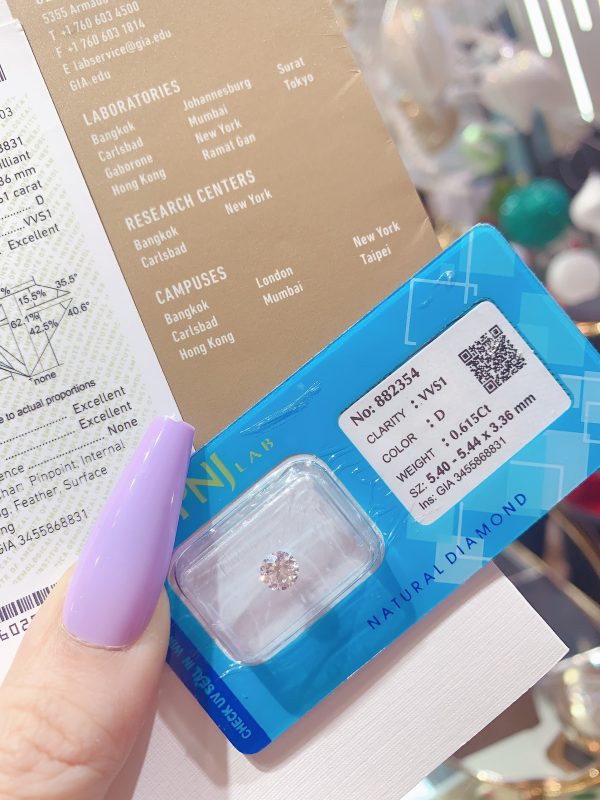 5355 Armada
T +1 760 603 4500
F +1 760 603 1814
E labservice@gia.edu
GIA.edu
LABORATORIES
Bangkok Johannesburg Surat
Carlsbad Mumbai Tokyo
Gaborone New York
Hong Kong Ramat Gan
RESEARCH CENTERS
Bangkok New York
Carlsbad
CAMPUSES
Bangkok London New York
Carlsbad Mumbai Taipei
Hong Kong
03
8831
illiant
36 mm
61 carat
D
VVS1
Excellent
15.5% 35.5°
62.1% 40.6°
42.5%
none
to actual proportions
Excellent
Excellent
None
Pinpoint, Internal
Feather, Surface
GIA 3455868831
PNJ LAB
No: 882354
CLARITY : VVS1
COLOR : D
WEIGHT : 0.615Ct
SZ: 5.40 - 5.44 x 3.36 mm
Ins: GIA 3455868831
NATURAL DIAMOND
CHECK UV SEAL IN